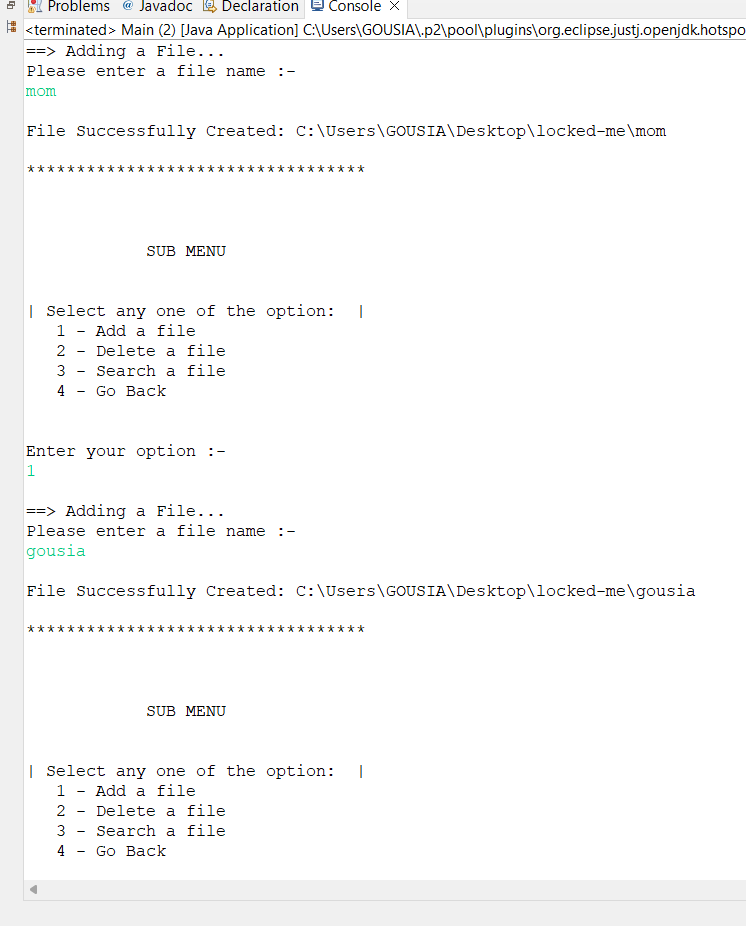 Problems @ Javadoc Declaration Console
<terminated> Main (2) [Java Application] C:\Users\GOUSIA\.p2\pool\plugins\org.eclipse.justj.openjdk.hotspo
==> Adding a File...
Please enter a file name :-
mom
File Successfully Created: C:\Users\GOUSIA\Desktop\locked-me\mom
**********************************
SUB MENU
| Select any one of the option:  |
1 - Add a file
2 - Delete a file
3 - Search a file
4 - Go Back
Enter your option :-
1
==> Adding a File...
Please enter a file name :-
gousia
File Successfully Created: C:\Users\GOUSIA\Desktop\locked-me\gousia
**********************************
SUB MENU
| Select any one of the option:  |
1 - Add a file
2 - Delete a file
3 - Search a file
4 - Go Back